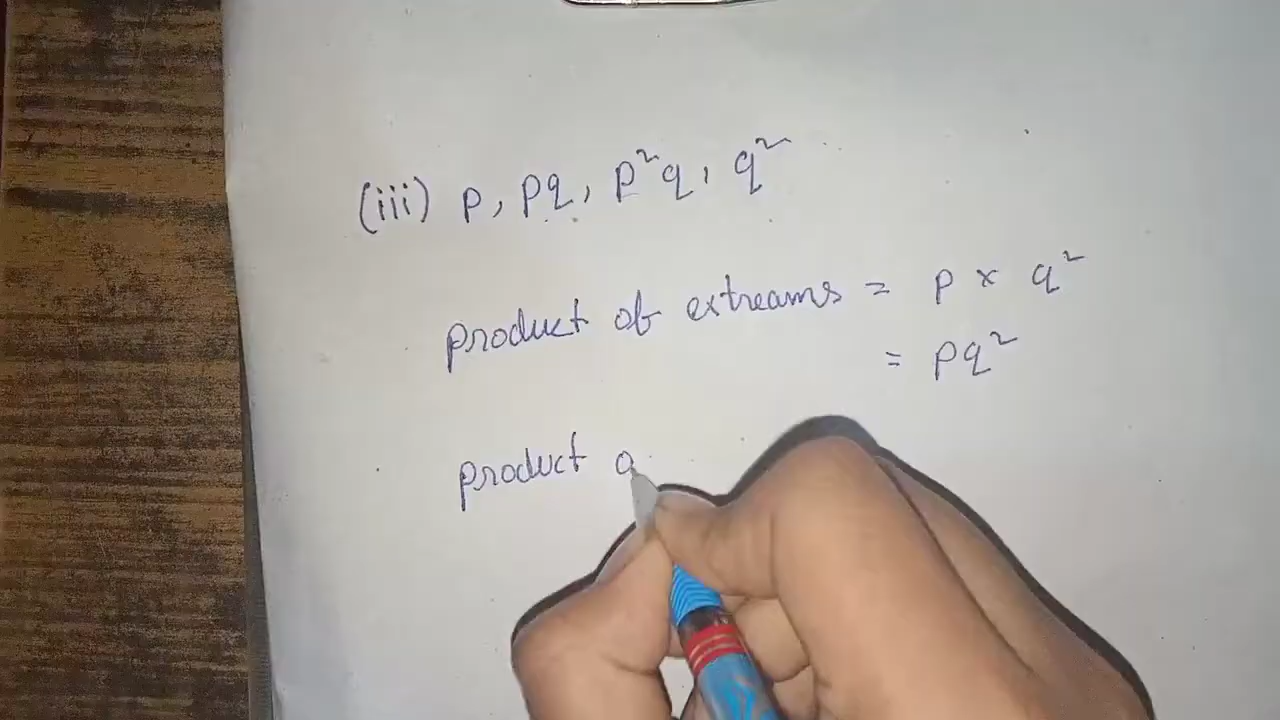 (iii) p, pq, p²q, q²
product of extreams = p × q²
= pq²
product o